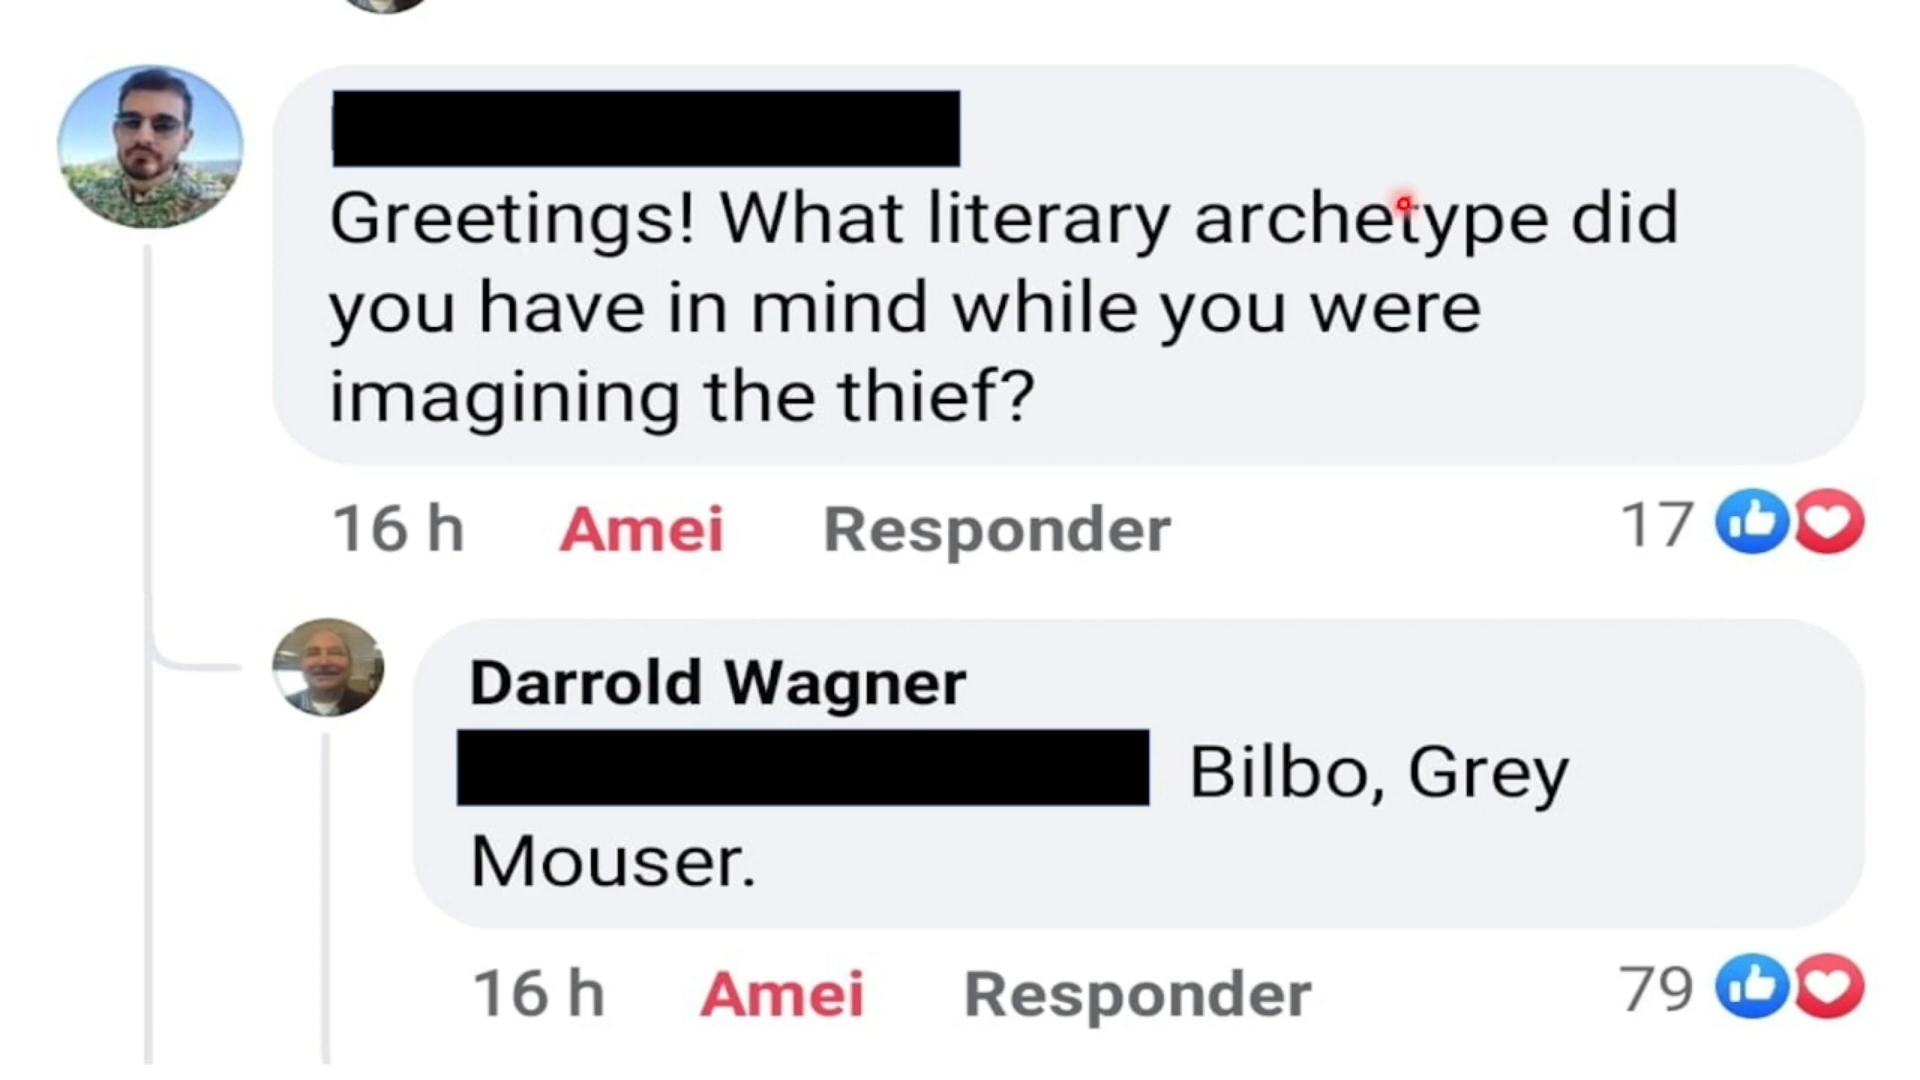 Greetings! What literary archetype did
you have in mind while you were
imagining the thief?
16 h Amei Responder 17
Darrold Wagner
Bilbo, Grey
Mouser.
16 h Amei Responder 79